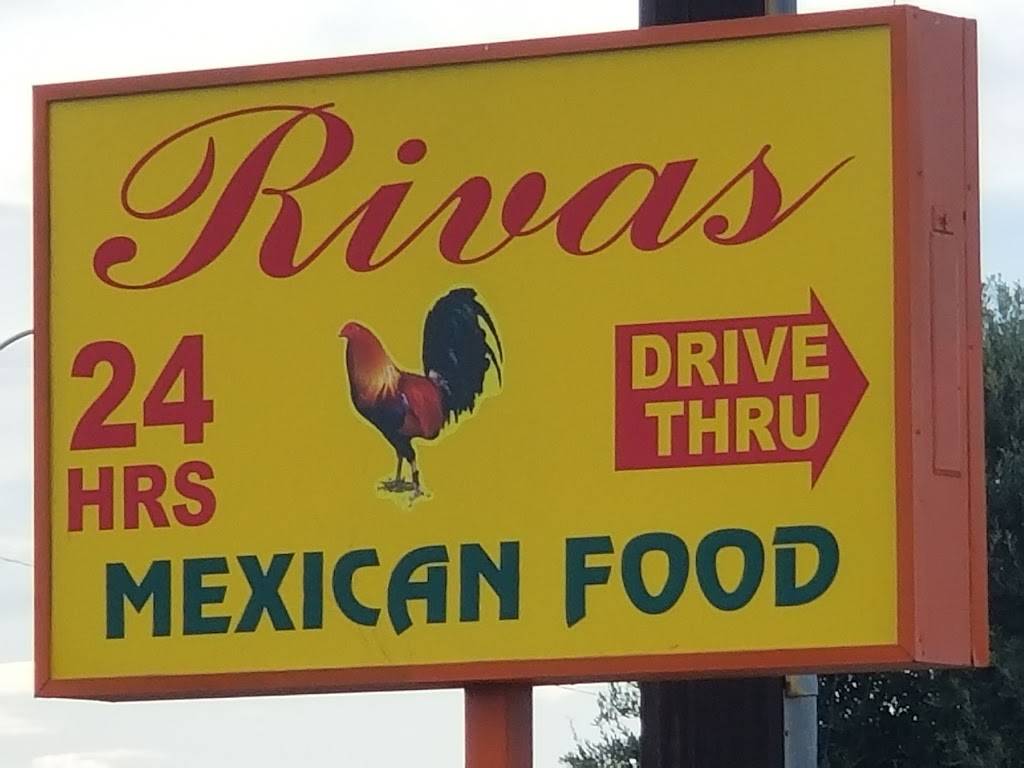 Rivas
24
HRS
DRIVE
THRU
MEXICAN FOOD